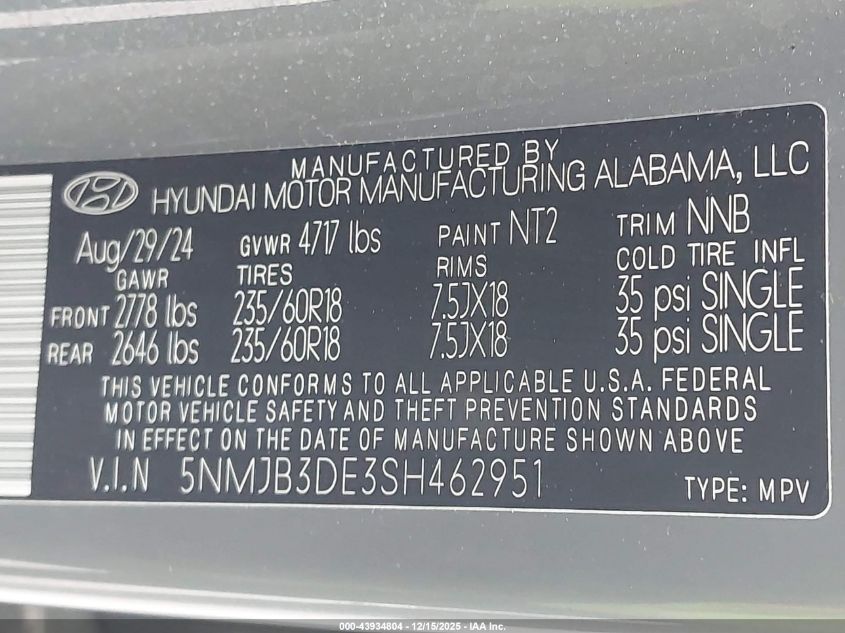 MANUFACTURED BY
HYUNDAI MOTOR MANUFACTURING ALABAMA, LLC
Aug/29/24 GVWR 4717 lbs PAINT NT2 TRIM NNB
GAWR TIRES RIMS COLD TIRE INFL
FRONT 2778 lbs 235/60R18 7.5JX18 35 psi SINGLE
REAR 2646 lbs 235/60R18 7.5JX18 35 psi SINGLE
THIS VEHICLE CONFORMS TO ALL APPLICABLE U.S.A. FEDERAL
MOTOR VEHICLE SAFETY AND THEFT PREVENTION STANDARDS
IN EFFECT ON THE DATE OF MANUFACTURE SHOWN ABOVE
V.I.N 5NMJB3DE3SH462951 TYPE: MPV
000-43934804 - 12/15/2025 - IAA Inc.